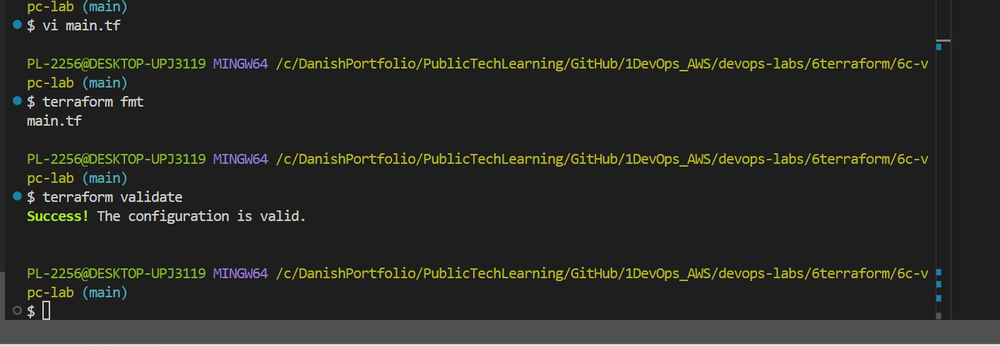 pc-lab (main)
$ vi main.tf
PL-2256@DESKTOP-UPJ3119 MINGW64 /c/DanishPortfolio/PublicTechLearning/GitHub/1DevOps_AWS/devops-labs/6terraform/6c-v
pc-lab (main)
$ terraform fmt
main.tf
PL-2256@DESKTOP-UPJ3119 MINGW64 /c/DanishPortfolio/PublicTechLearning/GitHub/1DevOps_AWS/devops-labs/6terraform/6c-v
pc-lab (main)
$ terraform validate
Success! The configuration is valid.
PL-2256@DESKTOP-UPJ3119 MINGW64 /c/DanishPortfolio/PublicTechLearning/GitHub/1DevOps_AWS/devops-labs/6terraform/6c-v
pc-lab (main)
$